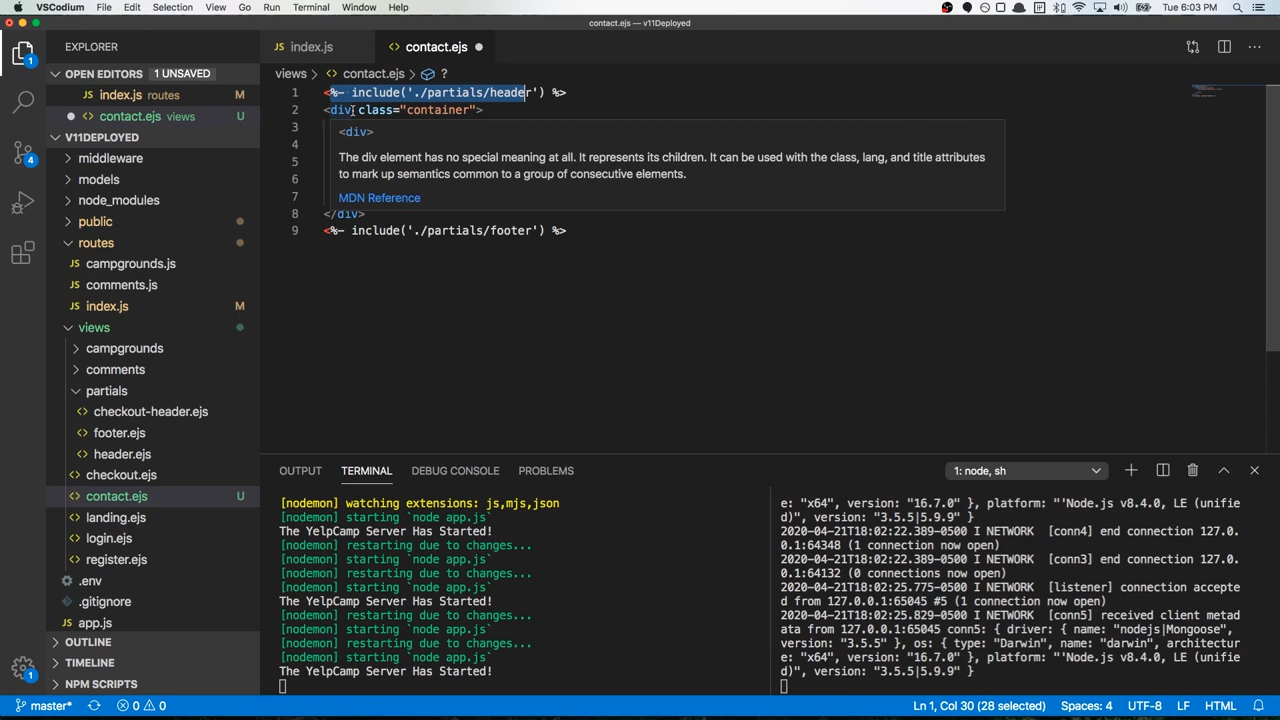 VSCodium File Edit Selection View Go Run Terminal Window Help
Tue 6:03 PM
contact.ejs — v11Deployed
EXPLORER
JS index.js
<> contact.ejs
OPEN EDITORS 1 UNSAVED
views > <> contact.ejs > ?
JS index.js routes M
<> contact.ejs views U
V11DEPLOYED
middleware
models
node_modules
public
routes
JS campgrounds.js
JS comments.js
JS index.js M
views
campgrounds
comments
partials
<> checkout-header.ejs
<> footer.ejs
<> header.ejs
<> checkout.ejs
<> contact.ejs U
<> landing.ejs
<> login.ejs
<> register.ejs
.env
.gitignore
JS app.js
OUTLINE
TIMELINE
NPM SCRIPTS
1
4
1
1 <%- include('./partials/header') %>
2 <div class="container">
3
4
5
6
7
8 </div>
9 <%- include('./partials/footer') %>
<div>
The div element has no special meaning at all. It represents its children. It can be used with the class, lang, and title attributes
to mark up semantics common to a group of consecutive elements.
MDN Reference
OUTPUT TERMINAL DEBUG CONSOLE PROBLEMS
1: node, sh
[nodemon] watching extensions: js,mjs,json
[nodemon] starting `node app.js`
The YelpCamp Server Has Started!
[nodemon] restarting due to changes...
[nodemon] starting `node app.js`
[nodemon] restarting due to changes...
[nodemon] starting `node app.js`
The YelpCamp Server Has Started!
[nodemon] restarting due to changes...
[nodemon] starting `node app.js`
[nodemon] restarting due to changes...
[nodemon] starting `node app.js`
The YelpCamp Server Has Started!
e: "x64", version: "16.7.0" }, platform: "'Node.js v8.4.0, LE (unifie
d)", version: "3.5.5|5.9.9" }
2020-04-21T18:02:22.389-0500 I NETWORK [conn4] end connection 127.0.
0.1:64348 (1 connection now open)
2020-04-21T18:02:22.389-0500 I NETWORK [conn3] end connection 127.0.
0.1:64132 (0 connections now open)
2020-04-21T18:02:25.775-0500 I NETWORK [listener] connection accepte
d from 127.0.0.1:65045 #5 (1 connection now open)
2020-04-21T18:02:25.829-0500 I NETWORK [conn5] received client metad
ata from 127.0.0.1:65045 conn5: { driver: { name: "nodejs|Mongoose",
version: "3.5.5" }, os: { type: "Darwin", name: "darwin", architectur
e: "x64", version: "16.7.0" }, platform: "'Node.js v8.4.0, LE (unifie
d)", version: "3.5.5|5.9.9" }
master* 0 0
Ln 1, Col 30 (28 selected) Spaces: 4 UTF-8 LF HTML